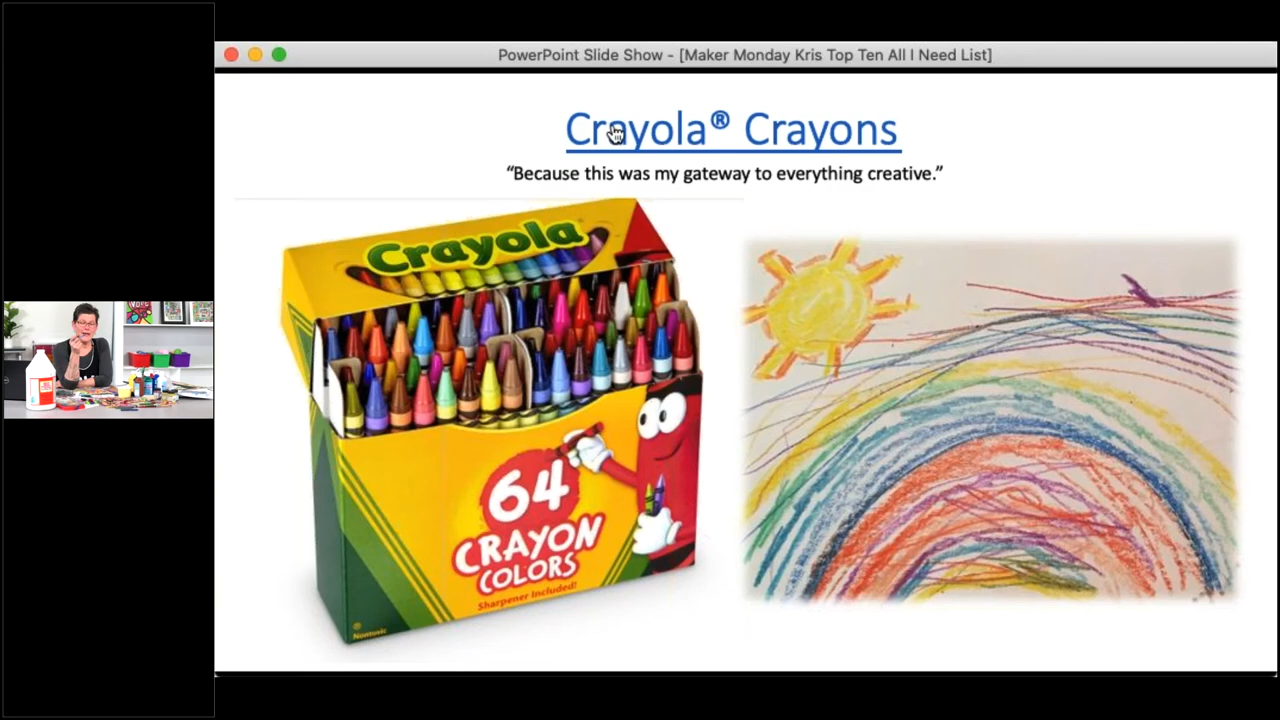 PowerPoint Slide Show - [Maker Monday Kris Top Ten All I Need List]
Crayola® Crayons
“Because this was my gateway to everything creative.”
Crayola
64
CRAYON
COLORS
Sharpener Included!
Nontoxic